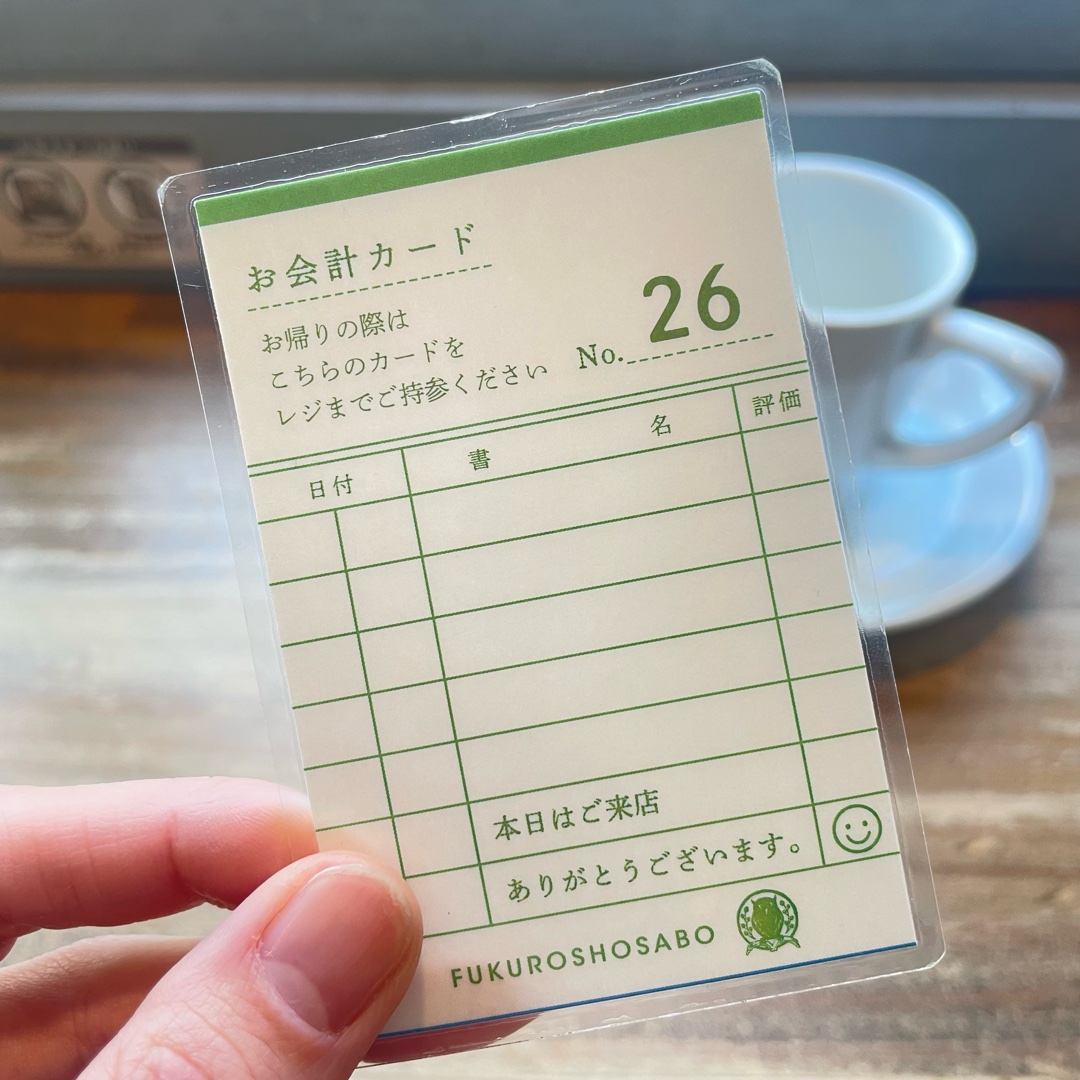 お会計カード
お帰りの際は
こちらのカードを
レジまでご持参ください
No. 26
日付 書名 評価
本日はご来店
ありがとうございます。
FUKUROSHOSABO